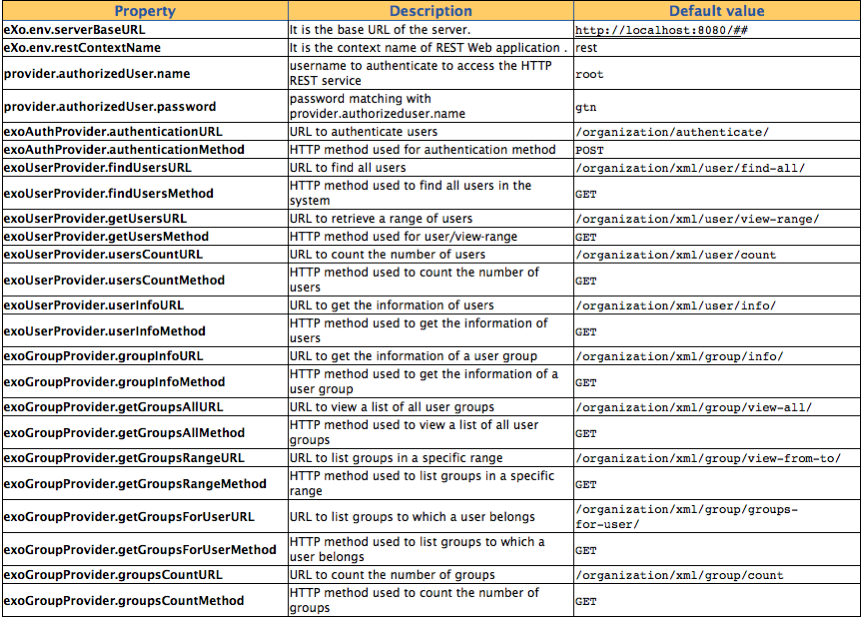 Property Description Default value
eXo.env.serverBaseURL It is the base URL of the server. http://localhost:8080/##
eXo.env.restContextName It is the context name of REST Web application . rest
provider.authorizedUser.name username to authenticate to access the HTTP
REST service root
provider.authorizedUser.password password matching with
provider.authorizeduser.name gtn
exoAuthProvider.authenticationURL URL to authenticate users /organization/authenticate/
exoAuthProvider.authenticationMethod HTTP method used for authentication method POST
exoUserProvider.findUsersURL URL to find all users /organization/xml/user/find-all/
exoUserProvider.findUsersMethod HTTP method used to find all users in the
system GET
exoUserProvider.getUsersURL URL to retrieve a range of users /organization/xml/user/view-range/
exoUserProvider.getUsersMethod HTTP method used for user/view-range GET
exoUserProvider.usersCountURL URL to count the number of users /organization/xml/user/count
exoUserProvider.usersCountMethod HTTP method used to count the number of
users GET
exoUserProvider.userInfoURL URL to get the information of users /organization/xml/user/info/
exoUserProvider.userInfoMethod HTTP method used to get the information of
users GET
exoGroupProvider.groupInfoURL URL to get the information of a user group /organization/xml/group/info/
exoGroupProvider.groupInfoMethod HTTP method used to get the information of a
user group GET
exoGroupProvider.getGroupsAllURL URL to view a list of all user groups /organization/xml/group/view-all/
exoGroupProvider.getGroupsAllMethod HTTP method used to view a list of all user
groups GET
exoGroupProvider.getGroupsRangeURL URL to list groups in a specific range /organization/xml/group/view-from-to/
exoGroupProvider.getGroupsRangeMethod HTTP method used to list groups in a specific
range GET
exoGroupProvider.getGroupsForUserURL URL to list groups to which a user belongs /organization/xml/group/groups-
for-user/
exoGroupProvider.getGroupsForUserMethod HTTP method used to list groups to which a
user belongs GET
exoGroupProvider.groupsCountURL URL to count the number of groups /organization/xml/group/count
exoGroupProvider.groupsCountMethod HTTP method used to count the number of
groups GET